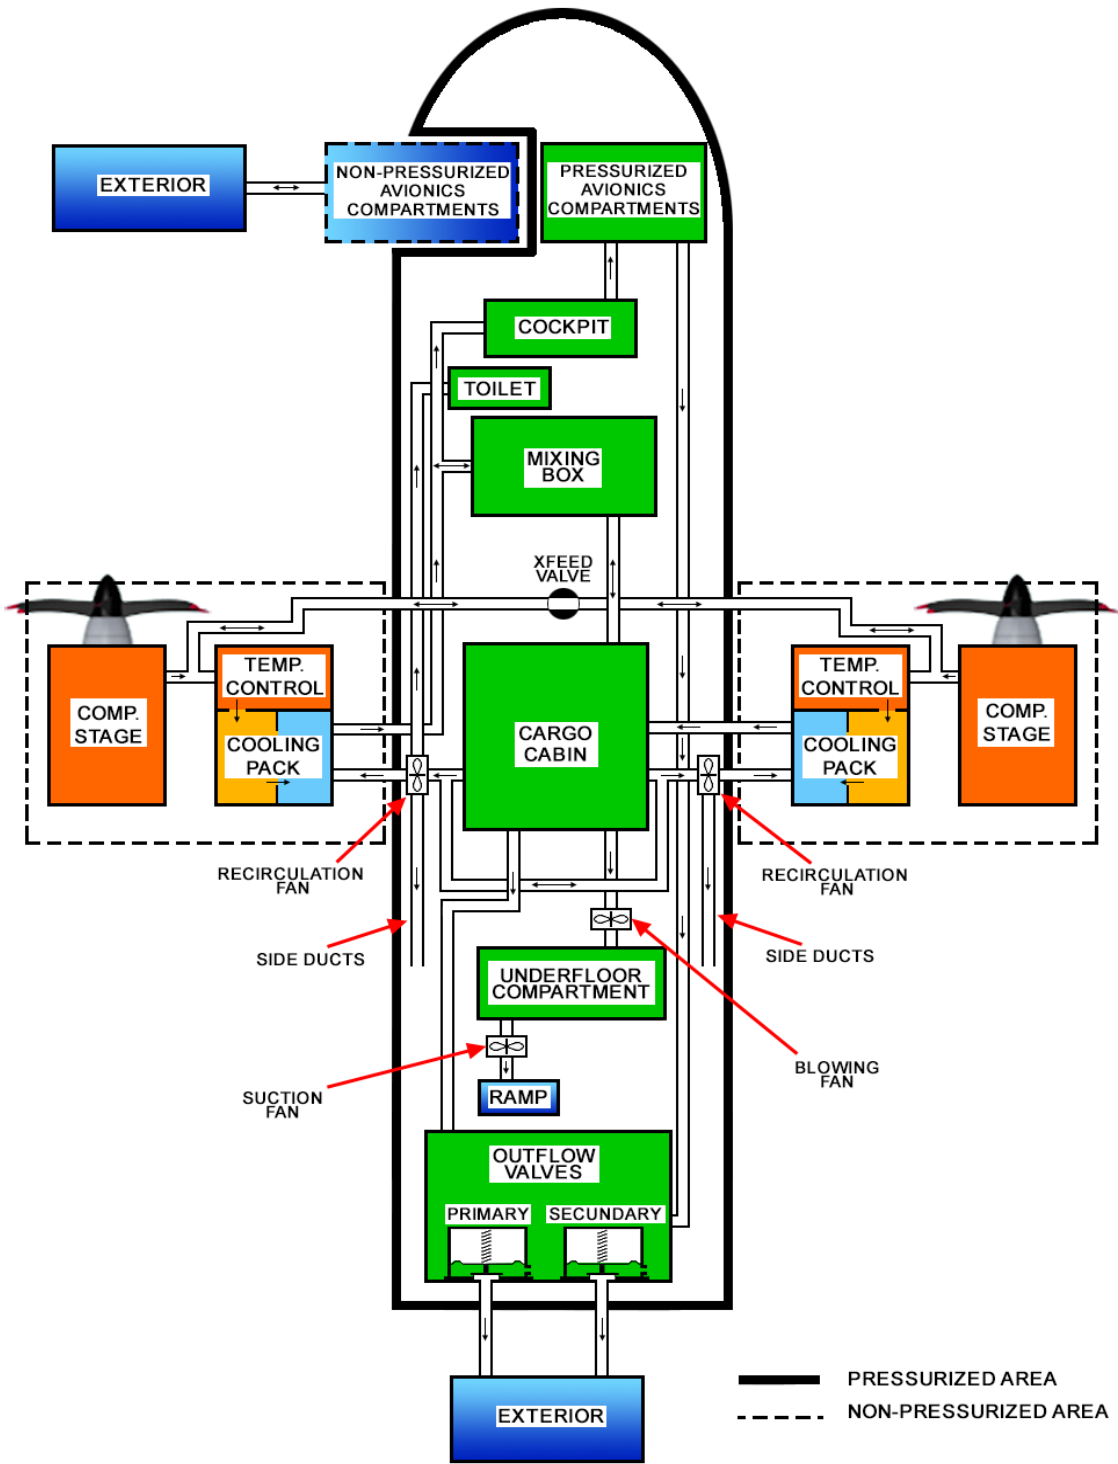 EXTERIOR
NON-PRESSURIZED
AVIONICS
COMPARTMENTS
PRESSURIZED
AVIONICS
COMPARTMENTS
COCKPIT
TOILET
MIXING
BOX
XFEED
VALVE
COMP.
STAGE
TEMP.
CONTROL
COOLING
PACK
CARGO
CABIN
TEMP.
CONTROL
COOLING
PACK
COMP.
STAGE
RECIRCULATION
FAN
RECIRCULATION
FAN
SIDE DUCTS
SIDE DUCTS
UNDERFLOOR
COMPARTMENT
SUCTION
FAN
BLOWING
FAN
RAMP
OUTFLOW
VALVES
PRIMARY
SECUNDARY
EXTERIOR
PRESSURIZED AREA
NON-PRESSURIZED AREA